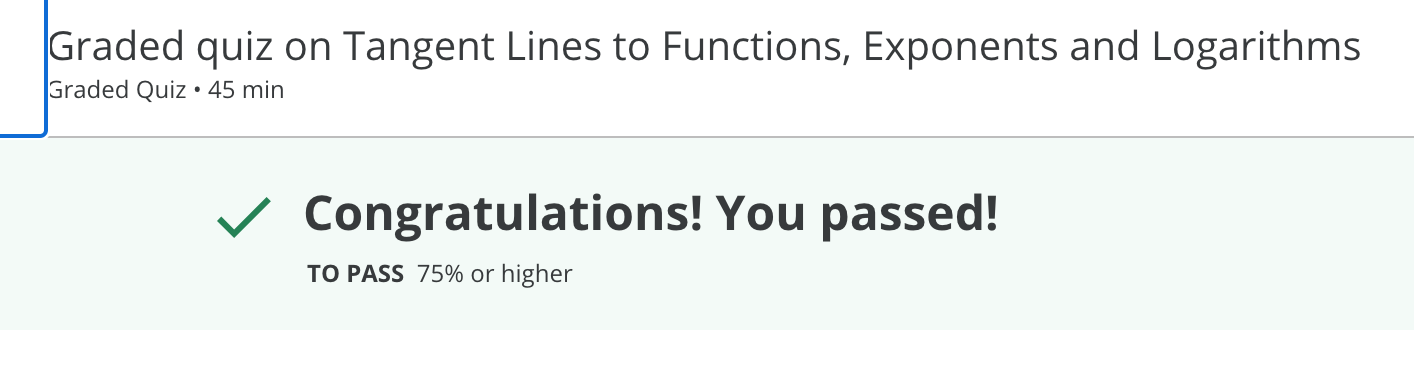 Graded quiz on Tangent Lines to Functions, Exponents and Logarithms
Graded Quiz • 45 min
Congratulations! You passed!
TO PASS 75% or higher